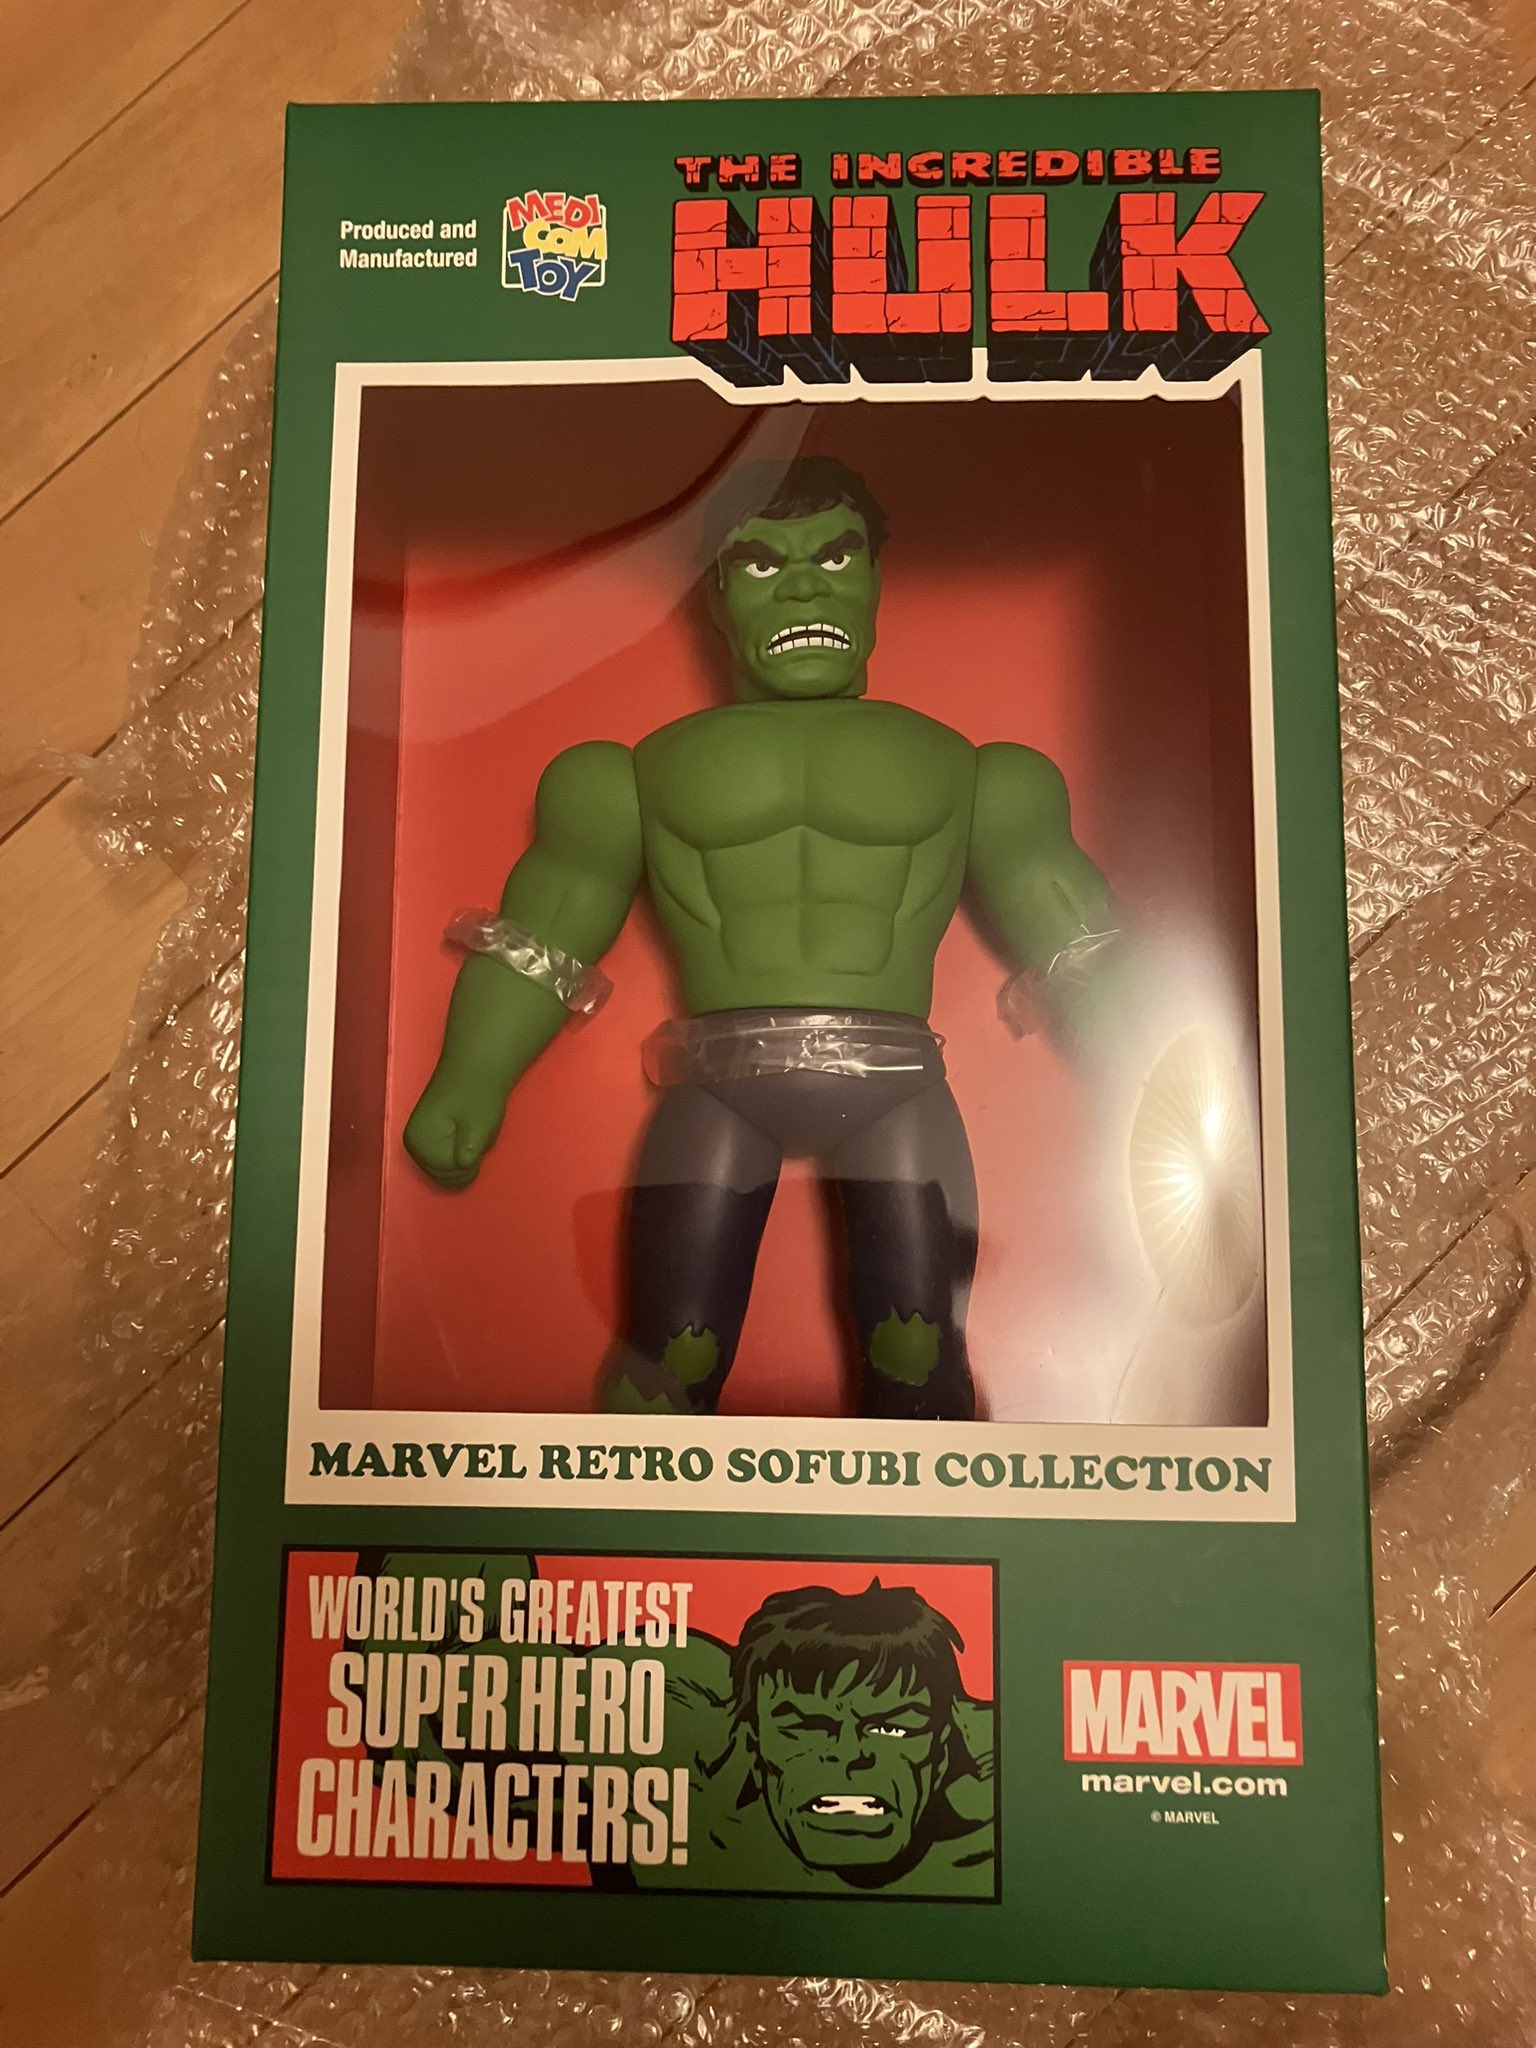 Produced and
Manufactured
MEDI
COM
TOY
THE INCREDIBLE
HULK
MARVEL RETRO SOFUBI COLLECTION
WORLD'S GREATEST
SUPER HERO
CHARACTERS!
MARVEL
marvel.com
© MARVEL